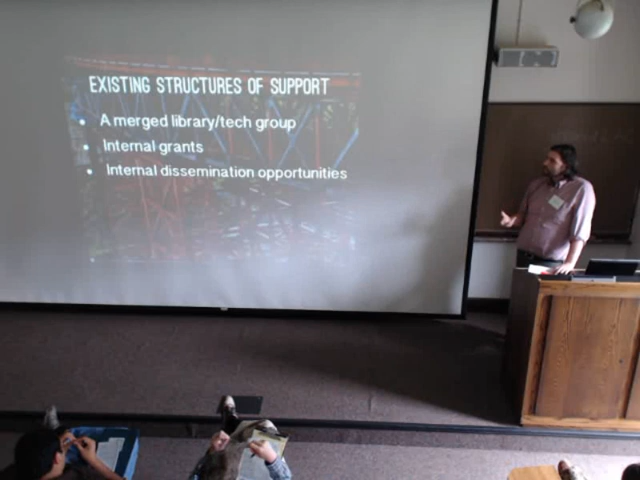 EXISTING STRUCTURES OF SUPPORT
• A merged library/tech group
• Internal grants
• Internal dissemination opportunities